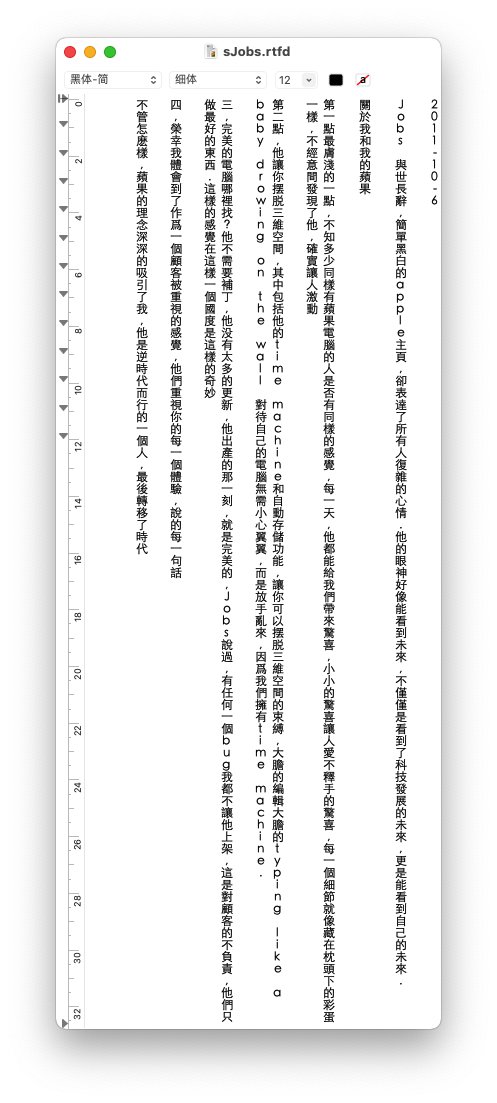 sJobs.rtfd
黑体-简
细体
12
a
0
2
4
6
8
10
12
14
16
18
20
22
24
26
28
30
32
2011-10-6
Jobs 與世長辭,簡單黑白的apple主頁,卻表達了所有人復雜的心情.他的眼神好像能看到未來,不僅僅是看到了科技發展的未來,更是能看到自己的未來.
關於我和我的蘋果
第一點最膚淺的一點,不知多少同樣有蘋果電腦的人是否有同樣的感覺,每一天,他都能給我們帶來驚喜,小小的驚喜讓人愛不釋手的驚喜,每一個細節就像藏在枕頭下的彩蛋
一樣,不經意間發現了他,確實讓人激動
第二點,他讓你摆脱三維空間,其中包括他的time machine和自動存儲功能,讓你可以摆脱三維空間的束縛,大膽的編輯大膽的typing like a
baby drowing on the wall 對待自己的電腦無需小心翼翼,而是放手亂來,因爲我們擁有time machine.
三,完美的電腦哪裡找?他不需要補丁,他没有太多的更新,他出產的那一刻,就是完美的,Jobs說過,有任何一個bug我都不讓他上架,這是對顧客的不負責,他們只
做最好的東西.這樣的感覺在這樣一個國度是這樣的奇妙
四,榮幸我體會到了作爲一個顧客被重視的感覺,他們重視你的每一個體驗,說的每一句話
不管怎麽樣,蘋果的理念深深的吸引了我,他是逆時代而行的一個人,最後轉移了時代